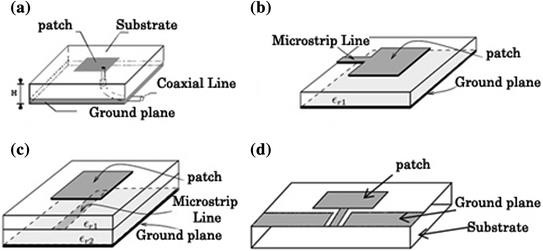 (a)
Substrate
patch
Coaxial Line
H
Ground plane
(b)
Microstrip Line
patch
Ground plane
ϵr1
(c)
patch
Microstrip
Line
ϵr1
ϵr2
Ground plane
(d)
patch
Ground plane
Substrate